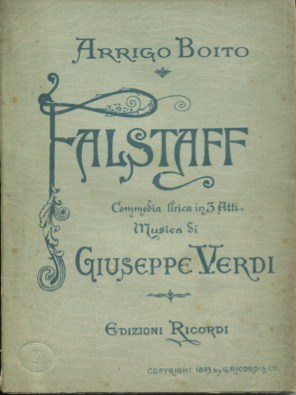 ARRIGO BOITO
FALSTAFF
Commedia lirica in 3 Atti.
Musica di
GIUSEPPE VERDI
EDIZIONI RICORDI
COPYRIGHT 1893 by G. RICORDI & CO.